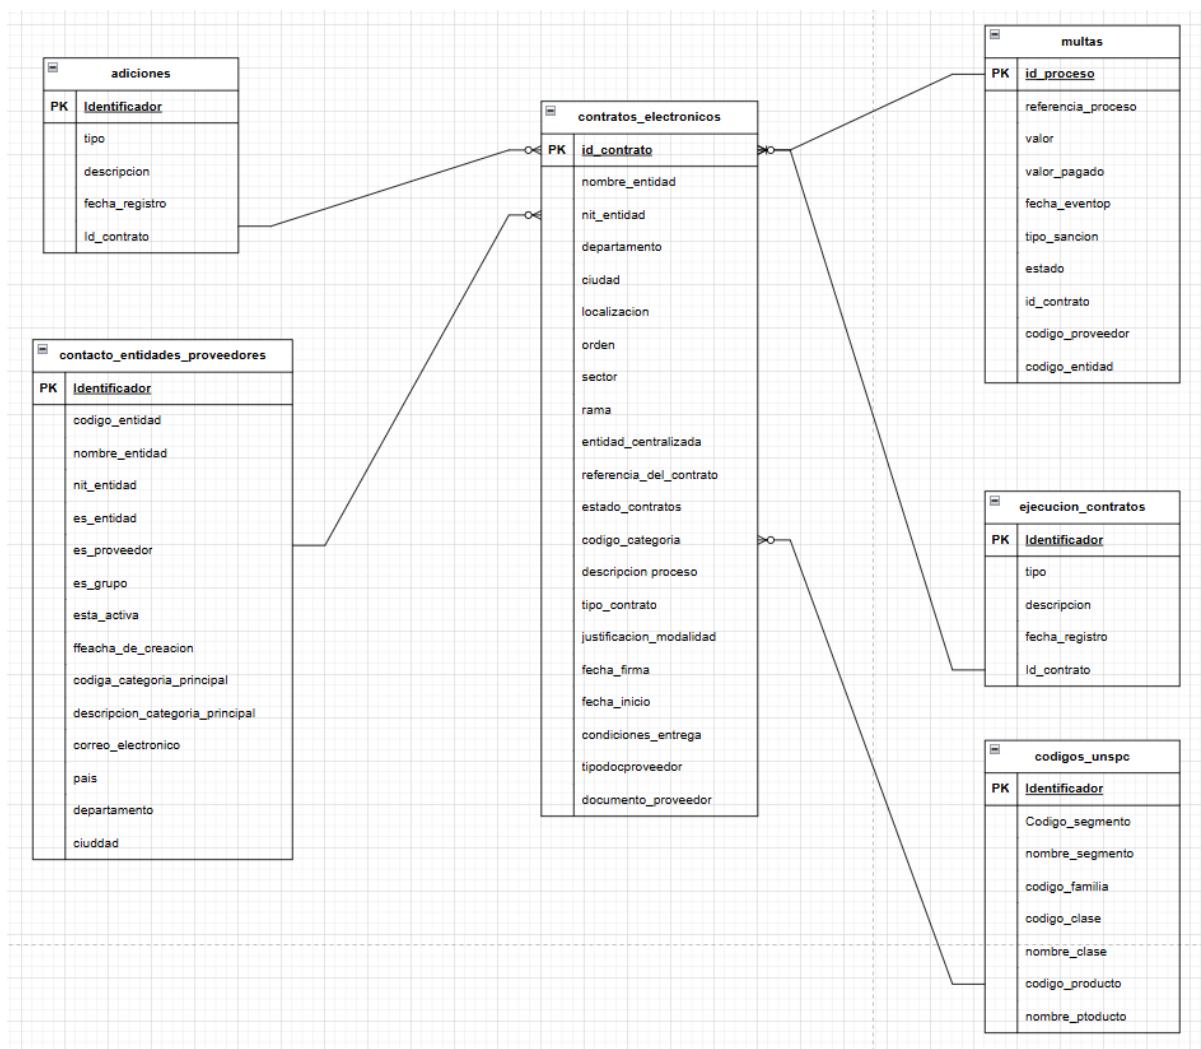 adiciones
PK Identificador
tipo
descripcion
fecha_registro
Id_contrato
contacto_entidades_proveedores
PK Identificador
codigo_entidad
nombre_entidad
nit_entidad
es_entidad
es_proveedor
es_grupo
esta_activa
ffeacha_de_creacion
codiga_categoria_principal
descripcion_categoria_principal
correo_electronico
pais
departamento
ciuddad
contratos_electronicos
PK id_contrato
nombre_entidad
nit_entidad
departamento
ciudad
localizacion
orden
sector
rama
entidad_centralizada
referencia_del_contrato
estado_contratos
codigo_categoria
descripcion proceso
tipo_contrato
justificacion_modalidad
fecha_firma
fecha_inicio
condiciones_entrega
tipodocproveedor
documento_proveedor
multas
PK id_proceso
referencia_proceso
valor
valor_pagado
fecha_eventop
tipo_sancion
estado
id_contrato
codigo_proveedor
codigo_entidad
ejecucion_contratos
PK Identificador
tipo
descripcion
fecha_registro
Id_contrato
codigos_unspc
PK Identificador
Codigo_segmento
nombre_segmento
codigo_familia
codigo_clase
nombre_clase
codigo_producto
nombre_ptoducto